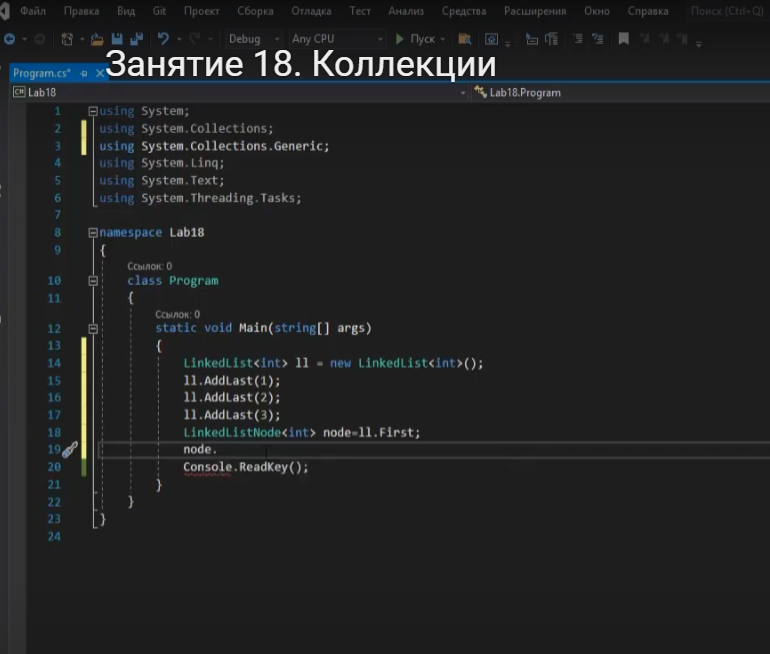 Файл Правка Вид Git Проект Сборка Отладка Тест Анализ Средства Расширения Окно Справка Поиск (Ctrl+Q)
Debug Any CPU Пуск
Занятие 18. Коллекции
Program.cs*
Lab18 Lab18.Program
1 using System;
2 using System.Collections;
3 using System.Collections.Generic;
4 using System.Linq;
5 using System.Text;
6 using System.Threading.Tasks;
7
8 namespace Lab18
9 {
Ссылок: 0
10 class Program
11 {
Ссылок: 0
12 static void Main(string[] args)
13 {
14 LinkedList<int> ll = new LinkedList<int>();
15 ll.AddLast(1);
16 ll.AddLast(2);
17 ll.AddLast(3);
18 LinkedListNode<int> node=ll.First;
19 node.
20 Console.ReadKey();
21 }
22 }
23 }
24